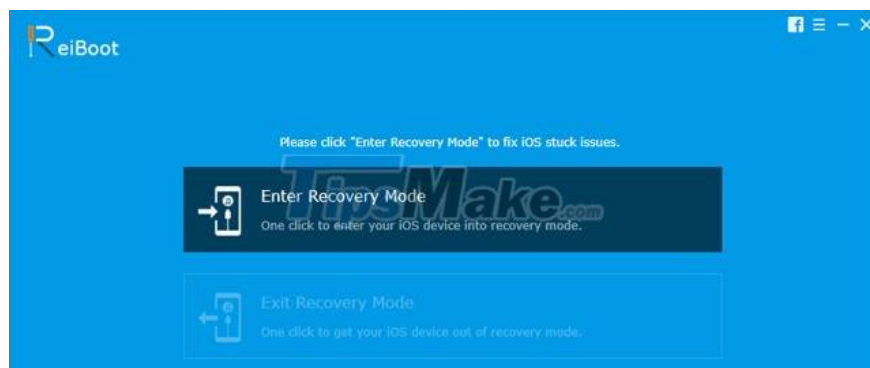 ReiBoot
Please click "Enter Recovery Mode" to fix iOS stuck issues.
Enter Recovery Mode
TipsMake.com
One click to enter your iOS device into recovery mode.
Exit Recovery Mode
One click to get your iOS device out of recovery mode.